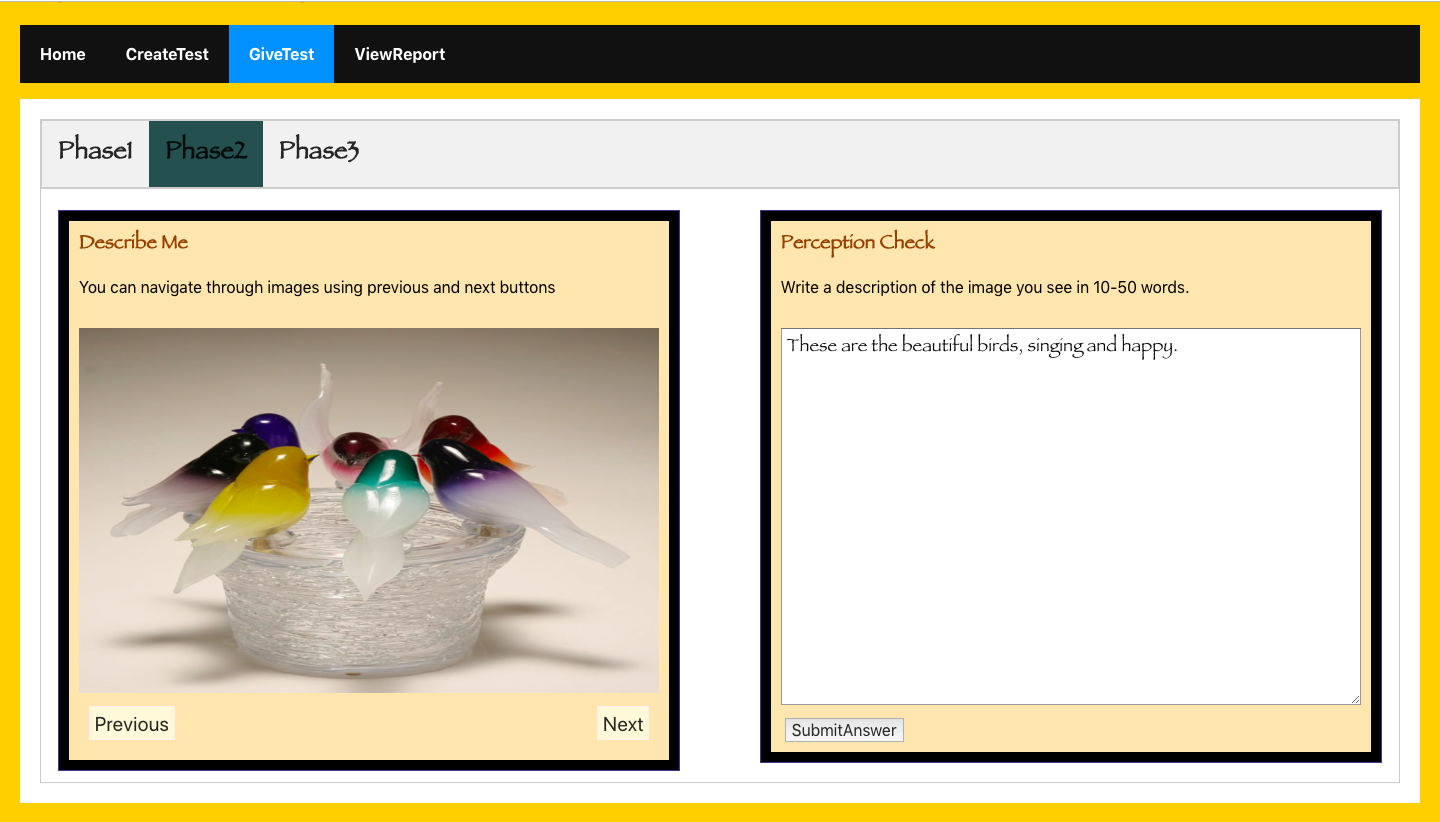 Home CreateTest GiveTest ViewReport
Phase1 Phase2 Phase3
Describe Me
You can navigate through images using previous and next buttons
Previous Next
Perception Check
Write a description of the image you see in 10-50 words.
These are the beautiful birds, singing and happy.
SubmitAnswer